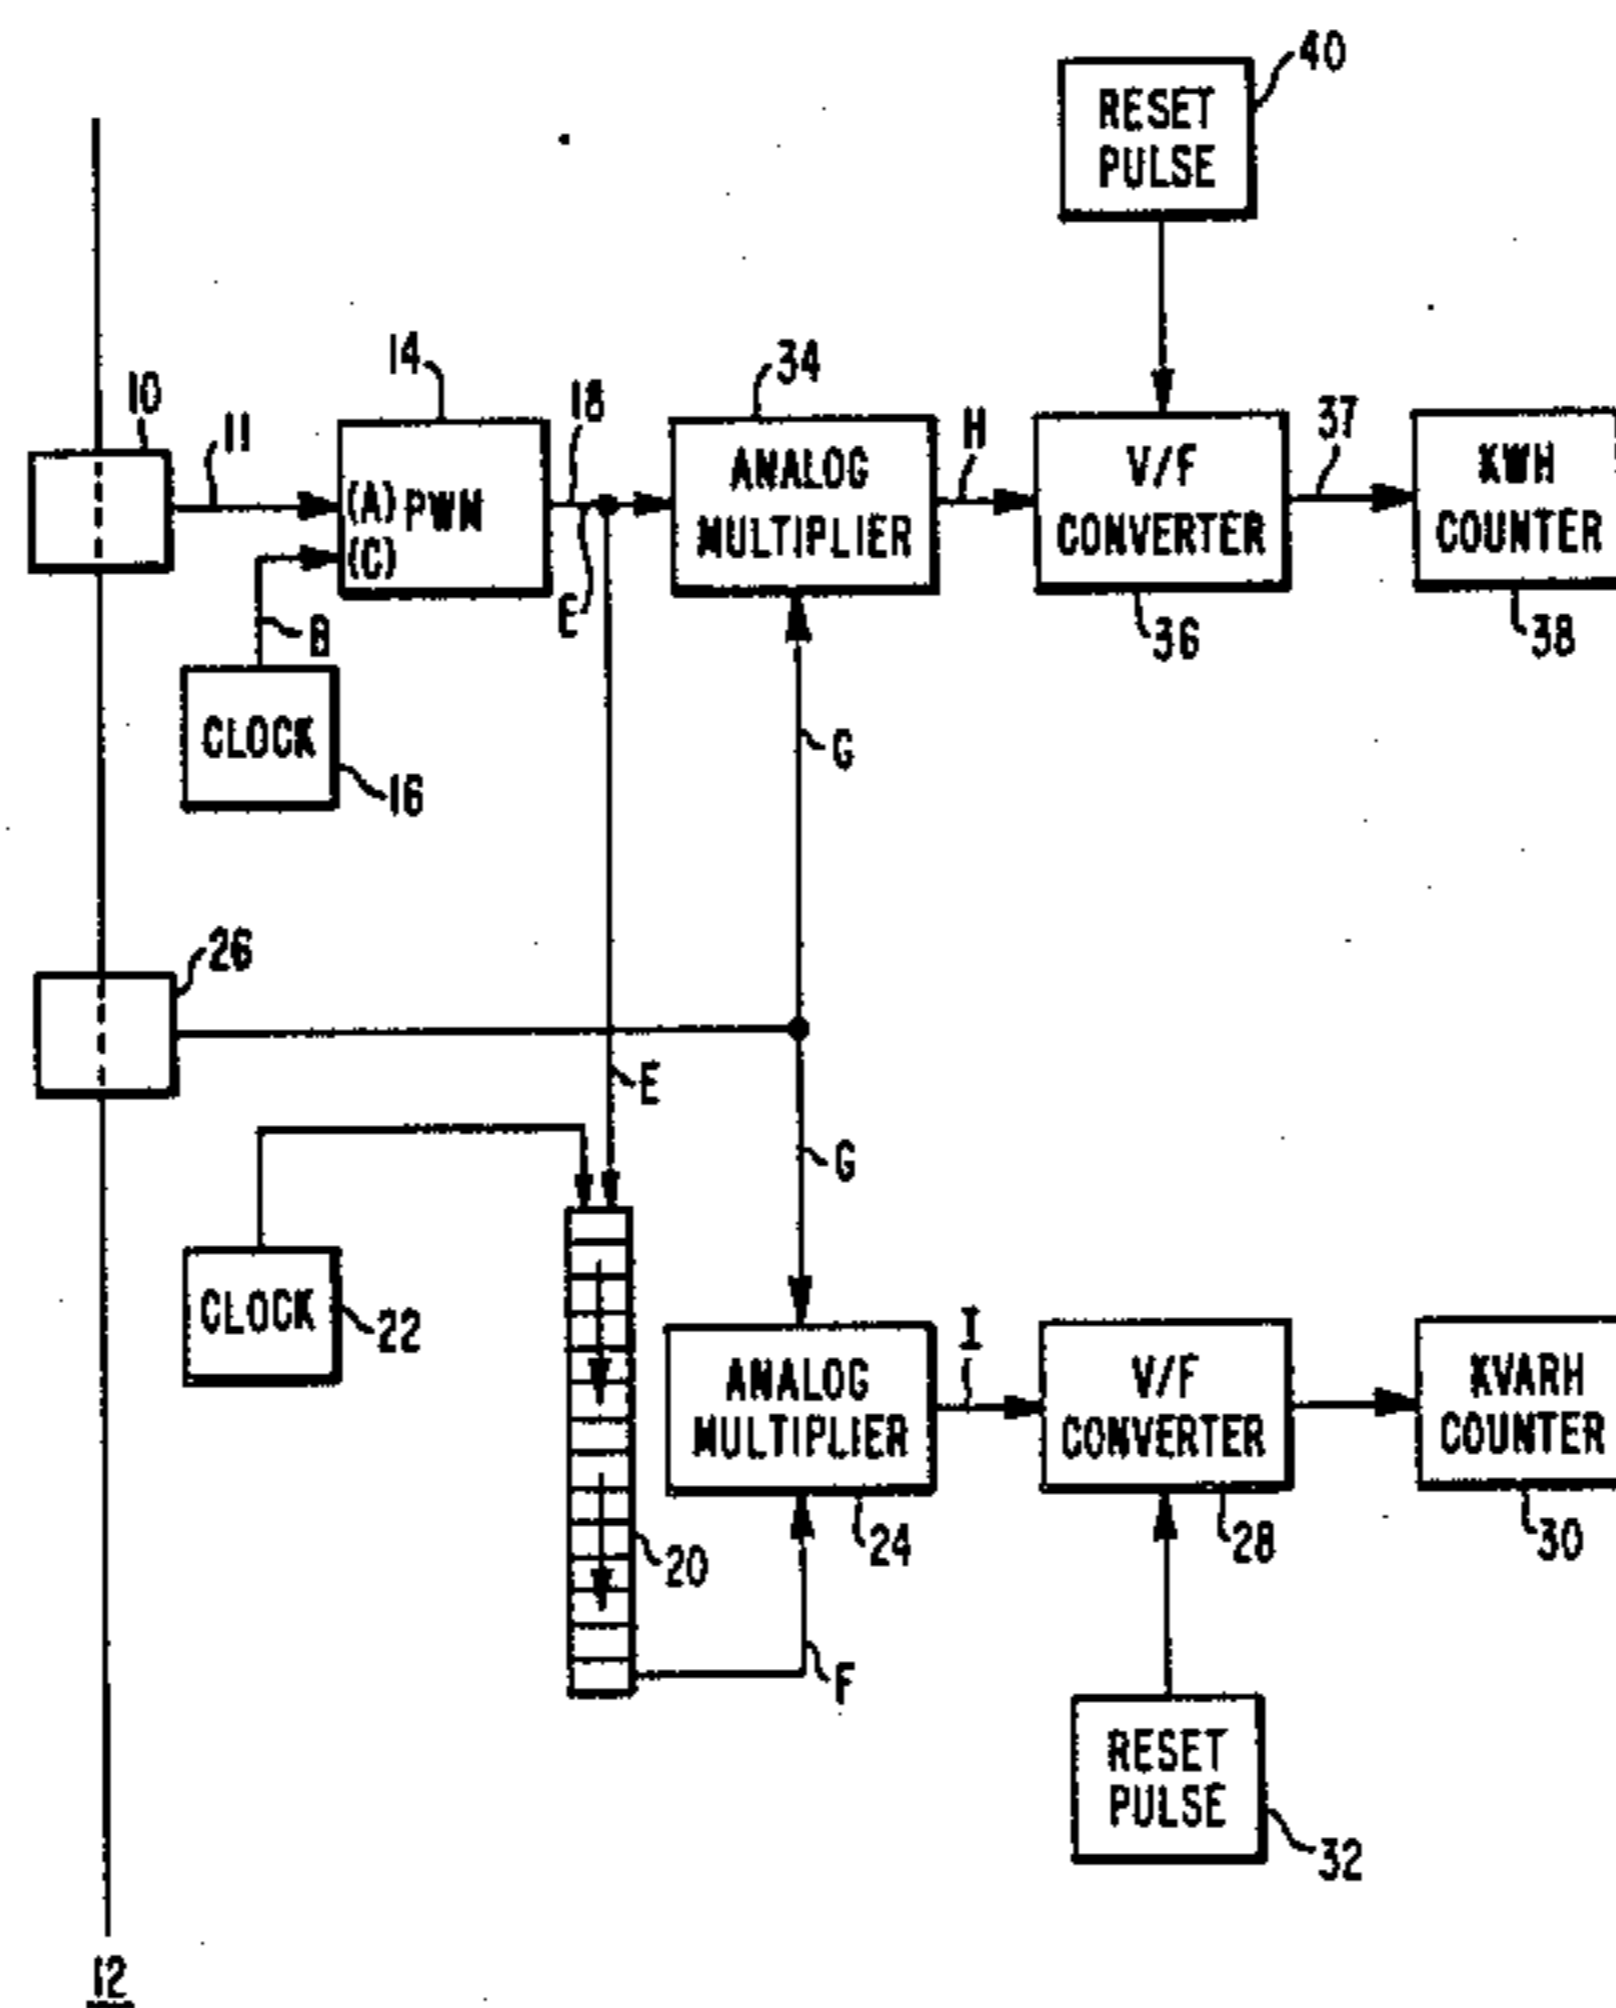 40
RESET
PULSE
10
11
14
18
34
H
37
(A) PWM
(C)
ANALOG
MULTIPLIER
V/F
CONVERTER
KWH
COUNTER
E
36
38
B
CLOCK
16
G
26
E
G
CLOCK
22
I
ANALOG
MULTIPLIER
V/F
CONVERTER
KVARH
COUNTER
24
28
30
20
F
RESET
PULSE
32
12